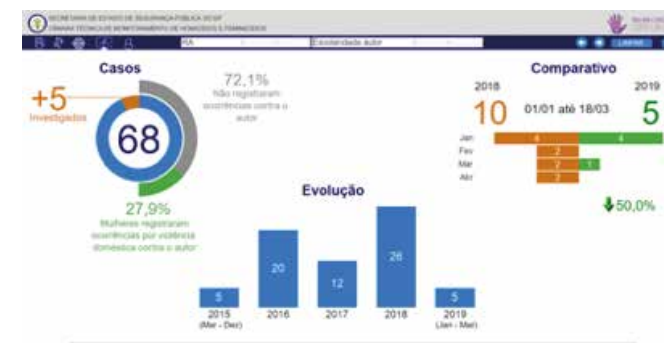 SECRETARIA DE ESTADO DE SEGURANÇA PÚBLICA
CÂMARA TÉCNICA DE MONITORAMENTO DE HOMICÍDIOS E FEMINICÍDIOS
RA
Escolaridade autor
Casos
+5
Investigados
68
72,1%
Não registraram
ocorrências contra o
autor
27,9%
Mulheres registraram
ocorrências por violência
doméstica contra o autor
Comparativo
2018
2019
10
01/01 até 18/03
5
Jan 4 4
Fev 2
Mar 2 1
Abr 2
50,0%
Evolução
5
20
12
26
5
2015
2016
2017
2018
2019
(Mar - Dez)
(Jan - Mar)